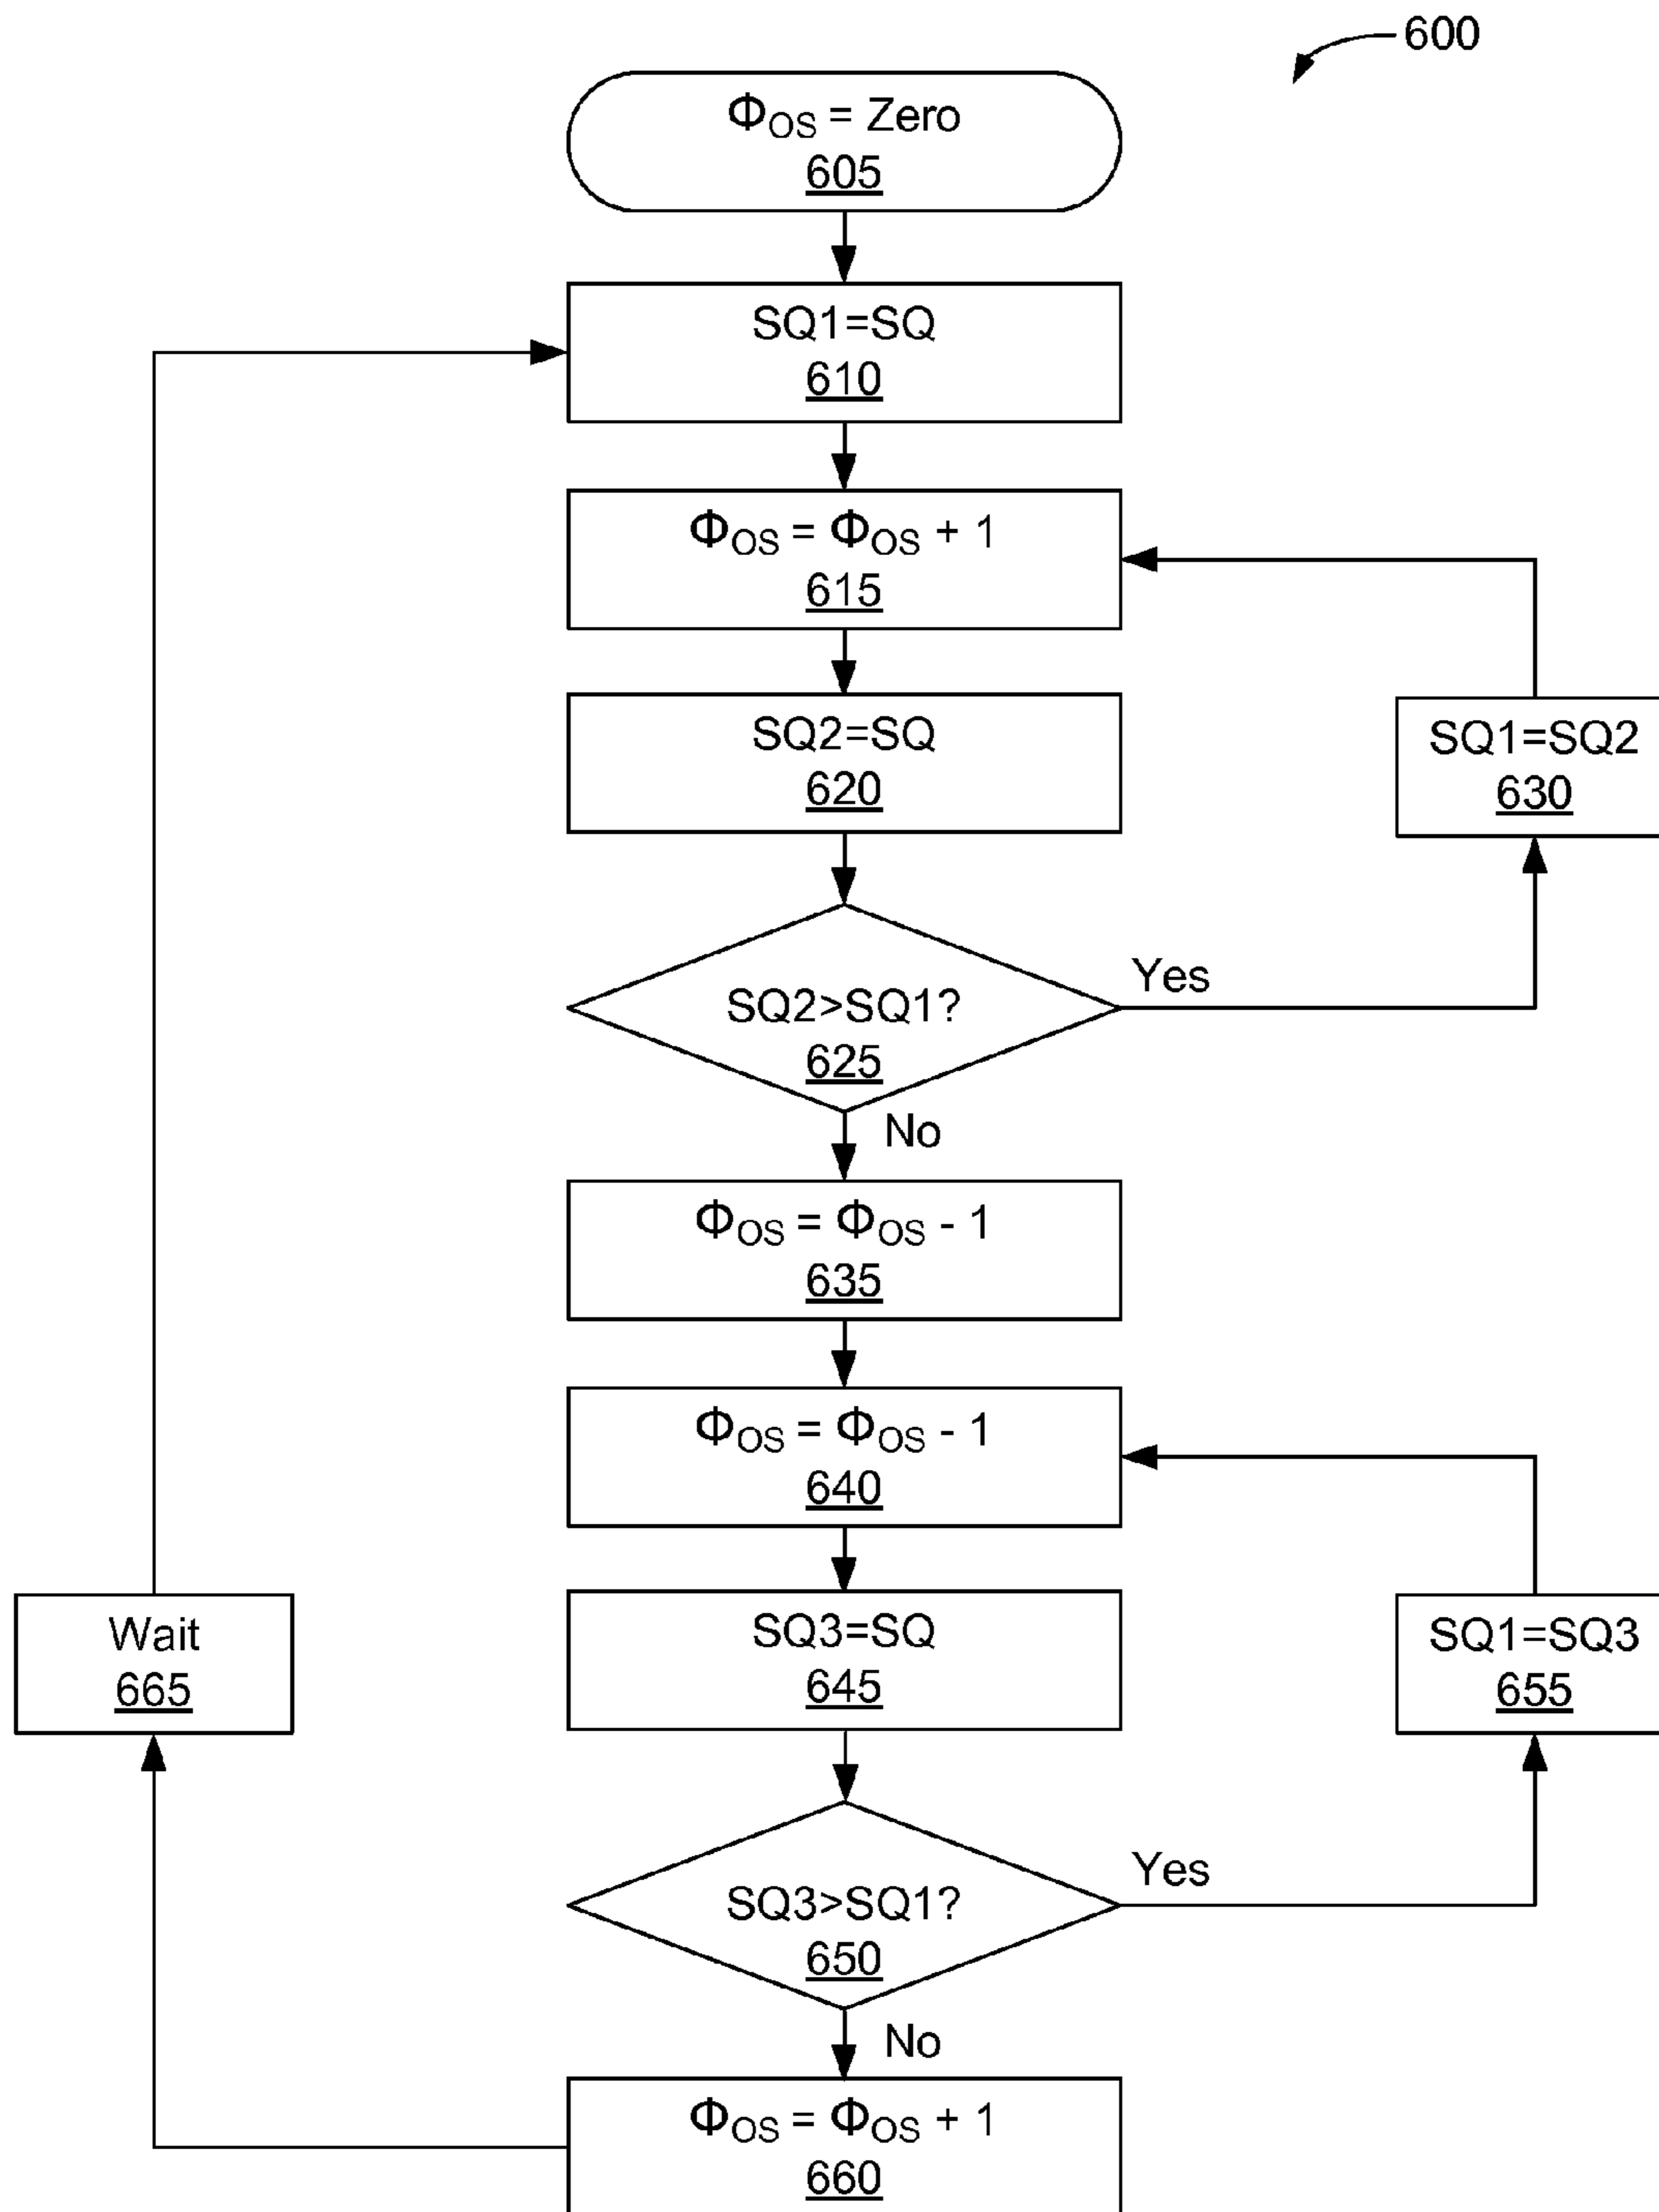 600
ΦOS = Zero
605
SQ1=SQ
610
ΦOS = ΦOS + 1
615
SQ2=SQ
620
SQ1=SQ2
630
SQ2>SQ1?
625
Yes
No
ΦOS = ΦOS - 1
635
ΦOS = ΦOS - 1
640
SQ3=SQ
645
Wait
665
SQ1=SQ3
655
SQ3>SQ1?
650
Yes
No
ΦOS = ΦOS + 1
660